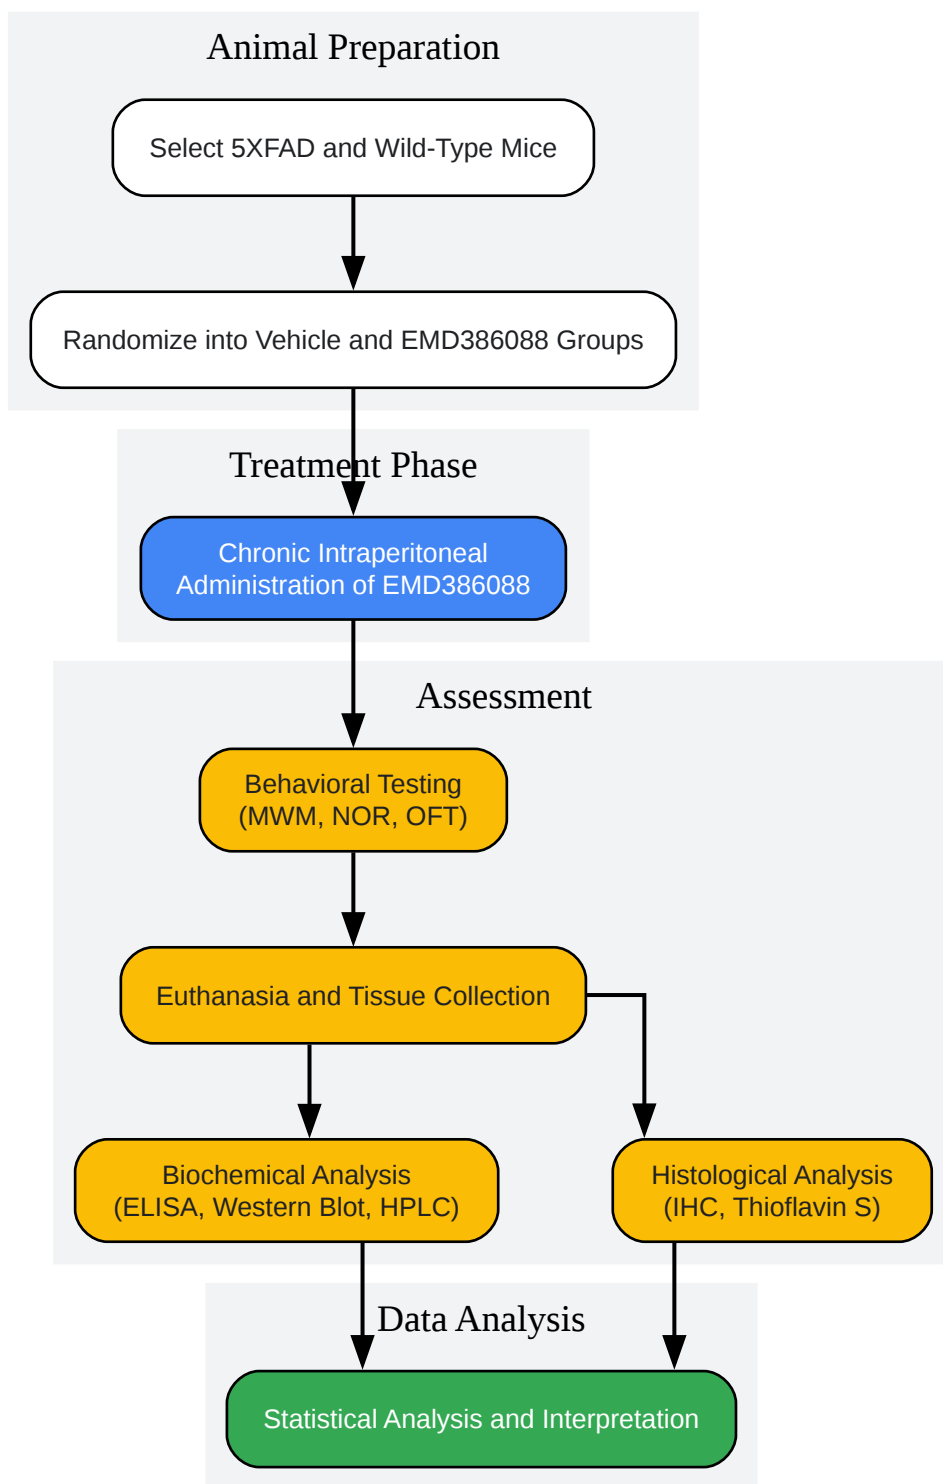 Animal Preparation
Select 5XFAD and Wild-Type Mice
Randomize into Vehicle and EMD386088 Groups
Treatment Phase
Chronic Intraperitoneal
Administration of EMD386088
Assessment
Behavioral Testing
(MWM, NOR, OFT)
Euthanasia and Tissue Collection
Biochemical Analysis
(ELISA, Western Blot, HPLC)
Histological Analysis
(IHC, Thioflavin S)
Data Analysis
Statistical Analysis and Interpretation